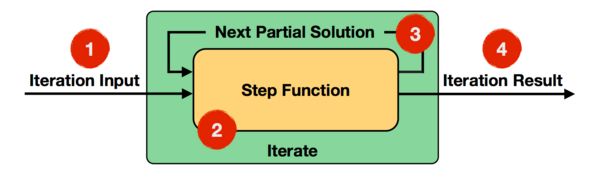 1
Next Partial Solution
3
4
Iteration Input
Iteration Result
Step Function
2
Iterate